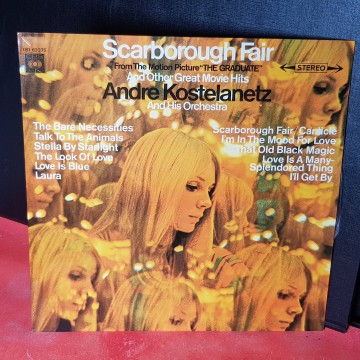 Scarborough Fair
From The Motion Picture "THE GRADUATE"
STEREO
And Other Great Movie Hits
CBS
Andre Kostelanetz
And His Orchestra
The Bare Necessities
Talk To The Animals
Stella By Starlight
The Look Of Love
Love Is Blue
Laura
Scarborough Fair/Canticle
I'm In The Mood For Love
That Old Black Magic
Love Is A Many-
Splendored Thing
I'll Get By